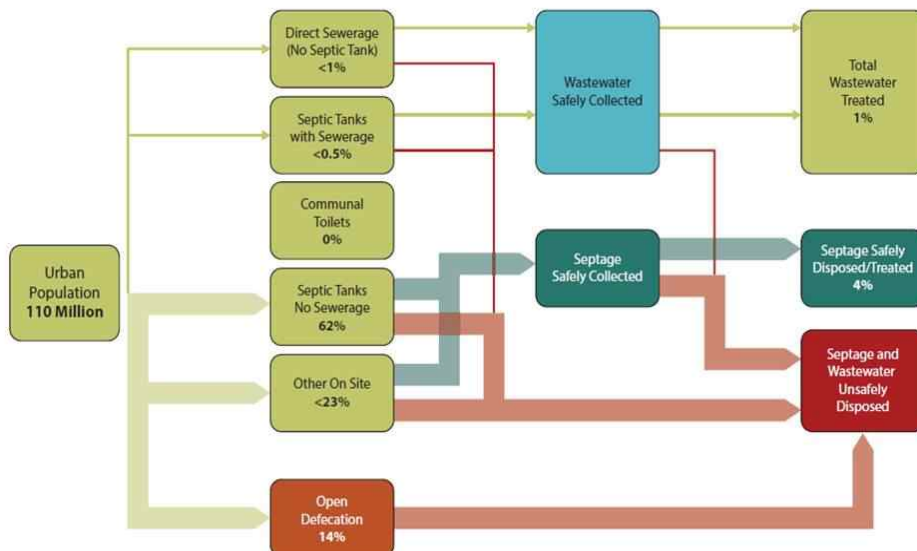 Direct Sewerage
(No Septic Tank)
<1%
Wastewater
Safely Collected
Total
Wastewater
Treated
1%
Septic Tanks
with Sewerage
<0.5%
Communal
Toilets
0%
Urban
Population
110 Million
Septage
Safely Collected
Septage Safely
Disposed/Treated
4%
Septic Tanks
No Sewerage
62%
Other On Site
<23%
Septage and
Wastewater
Unsafely
Disposed
Open
Defecation
14%